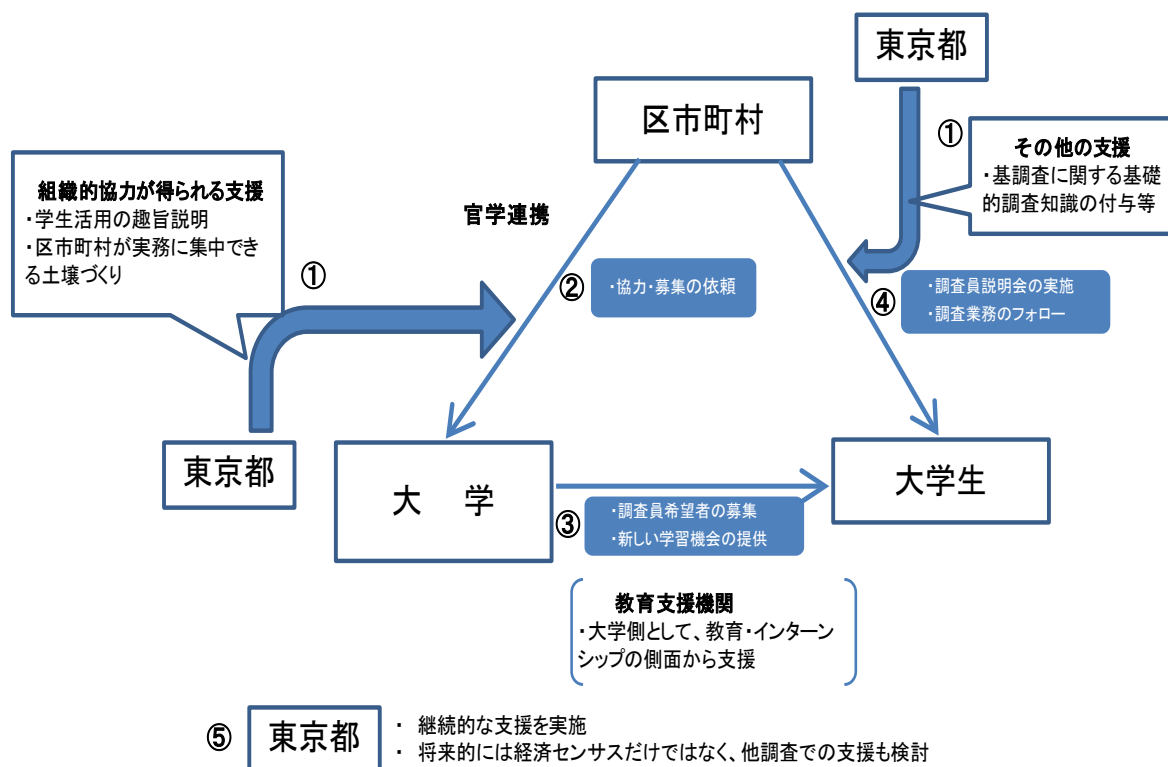 東京都
区市町村
①
その他の支援
・基調査に関する基礎
的調査知識の付与等
組織的協力が得られる支援
・学生活用の趣旨説明
・区市町村が実務に集中でき
る土壌づくり
①
官学連携
②
・協力・募集の依頼
④
・調査員説明会の実施
・調査業務のフォロー
東京都
大　学
大学生
③
・調査員希望者の募集
・新しい学習機会の提供
教育支援機関
・大学側として、教育・インターン
シップの側面から支援
⑤
東京都
・ 継続的な支援を実施
・ 将来的には経済センサスだけではなく、他調査での支援も検討